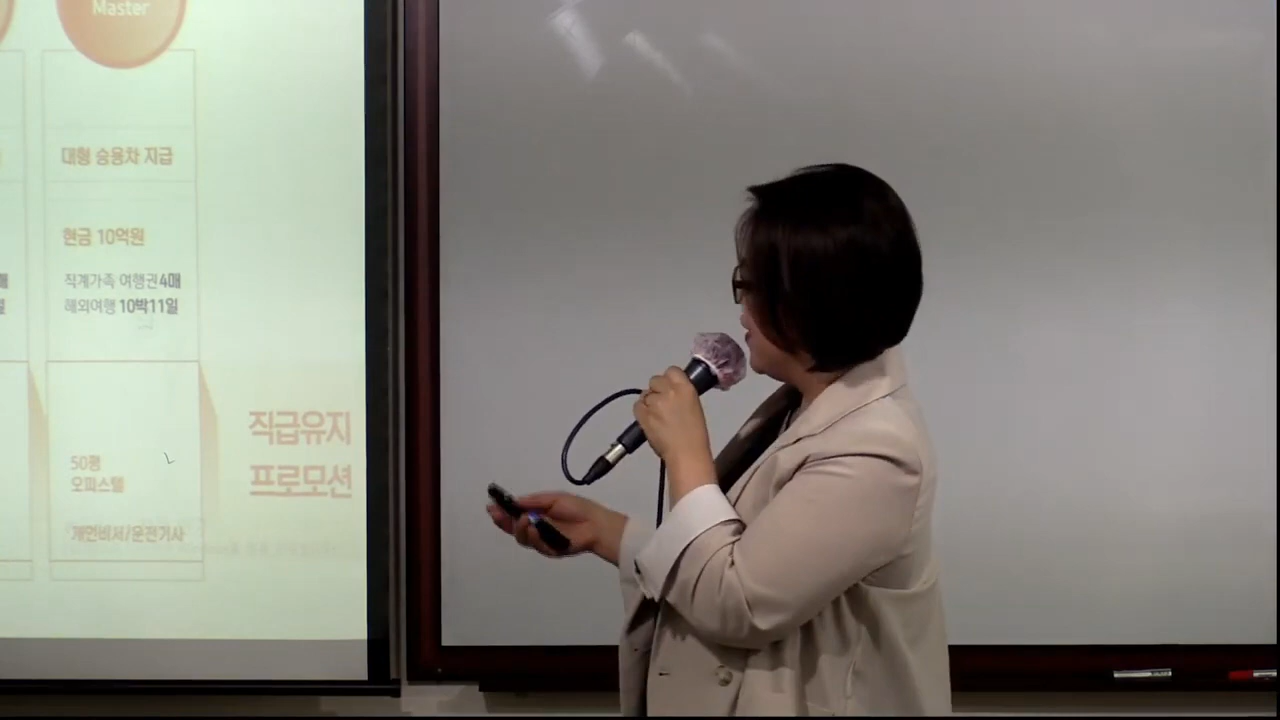 Master
대형 승용차 지급
현금 10억원
직계가족 여행권 4매
해외여행 10박11일
직급유지
프로모션
50평
오피스텔
개인비서/운전기사